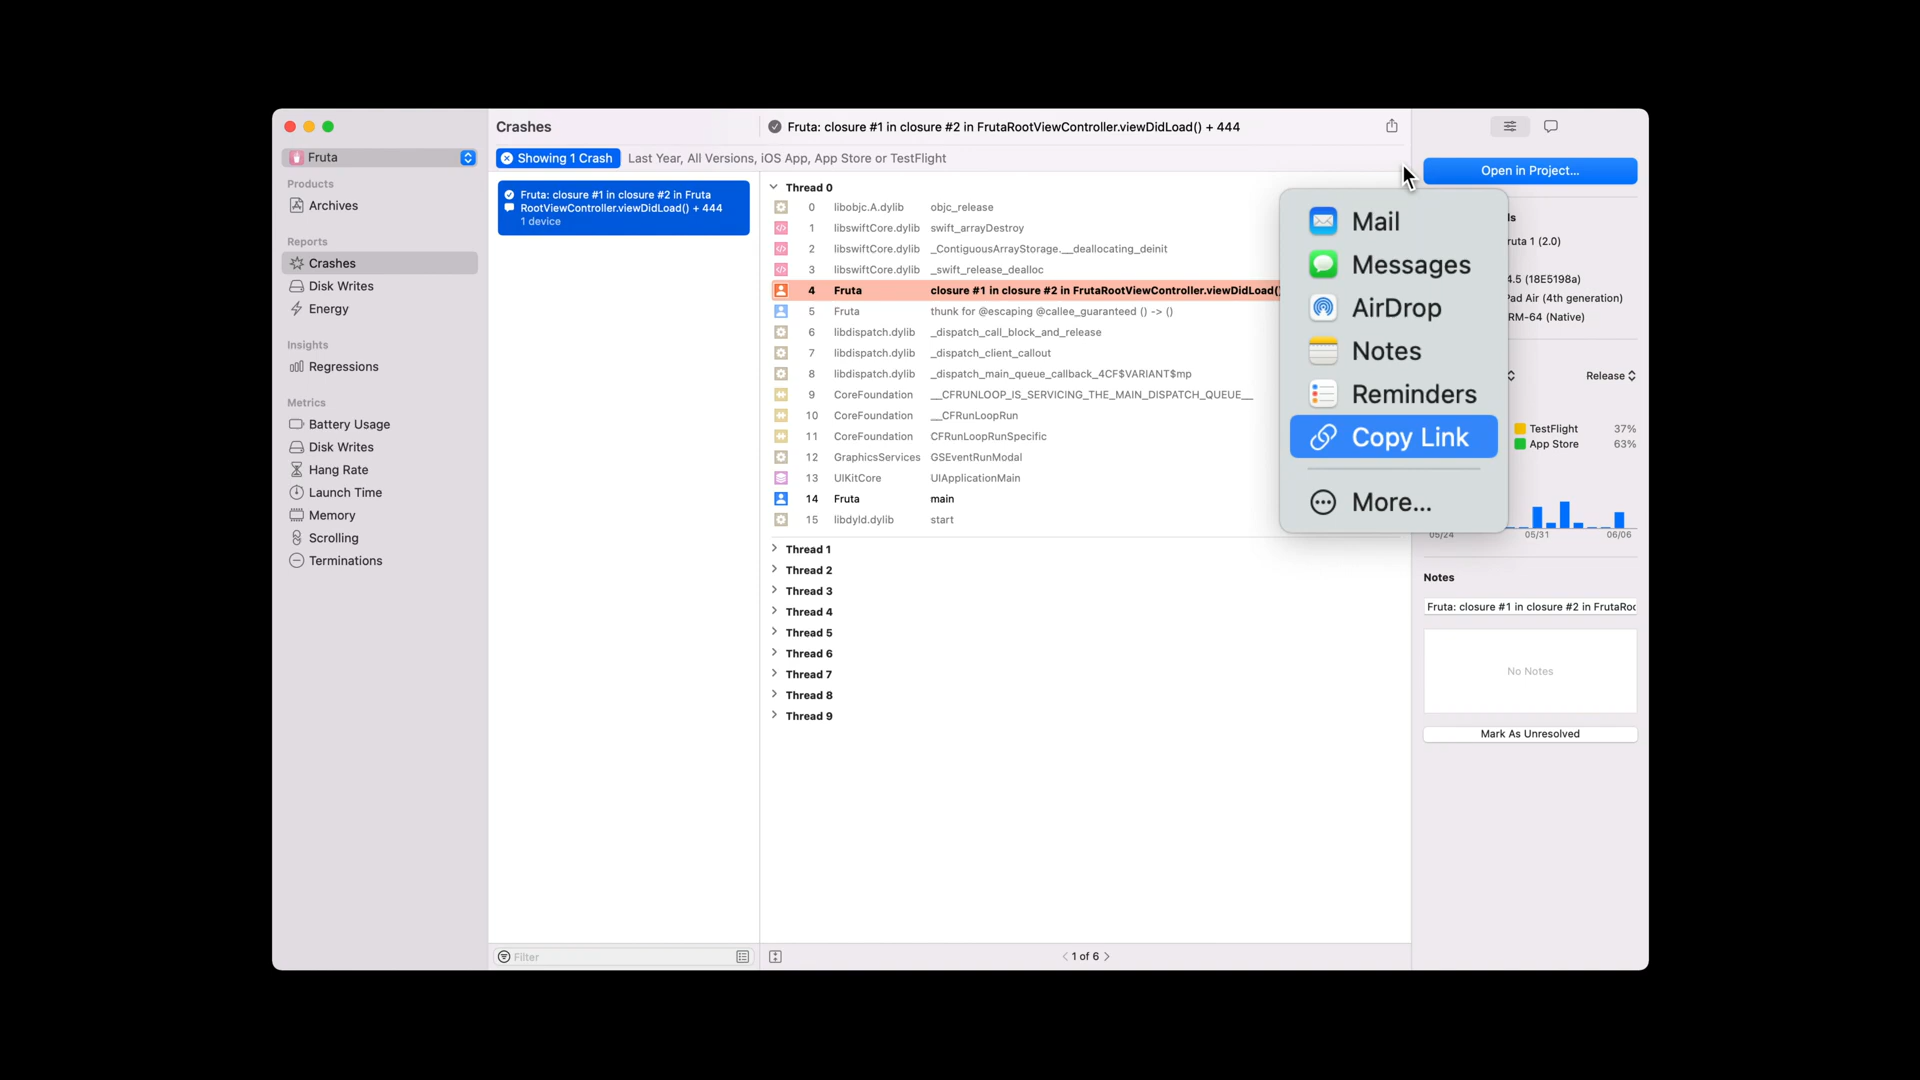 Fruta
Products
Archives
Reports
Crashes
Disk Writes
Energy
Insights
Regressions
Metrics
Battery Usage
Disk Writes
Hang Rate
Launch Time
Memory
Scrolling
Terminations
Crashes
Showing 1 Crash
Last Year, All Versions, iOS App, App Store or TestFlight
Fruta: closure #1 in closure #2 in Fruta
RootViewController.viewDidLoad() + 444
1 device
Filter
Fruta: closure #1 in closure #2 in FrutaRootViewController.viewDidLoad() + 444
Thread 0
0 libobjc.A.dylib objc_release
1 libswiftCore.dylib swift_arrayDestroy
2 libswiftCore.dylib _ContiguousArrayStorage.__deallocating_deinit
3 libswiftCore.dylib _swift_release_dealloc
4 Fruta closure #1 in closure #2 in FrutaRootViewController.viewDidLoad()
5 Fruta thunk for @escaping @callee_guaranteed () -> ()
6 libdispatch.dylib _dispatch_call_block_and_release
7 libdispatch.dylib _dispatch_client_callout
8 libdispatch.dylib _dispatch_main_queue_callback_4CF$VARIANT$mp
9 CoreFoundation __CFRUNLOOP_IS_SERVICING_THE_MAIN_DISPATCH_QUEUE__
10 CoreFoundation __CFRunLoopRun
11 CoreFoundation CFRunLoopRunSpecific
12 GraphicsServices GSEventRunModal
13 UIKitCore UIApplicationMain
14 Fruta main
15 libdyld.dylib start
Thread 1
Thread 2
Thread 3
Thread 4
Thread 5
Thread 6
Thread 7
Thread 8
Thread 9
1 of 6
Mail
Messages
AirDrop
Notes
Reminders
Copy Link
More...
Open in Project...
ls
ruta 1 (2.0)
4.5 (18E5198a)
Pad Air (4th generation)
RM-64 (Native)
Release
TestFlight 37%
App Store 63%
05/24 05/31 06/06
Notes
Fruta: closure #1 in closure #2 in FrutaRoo
No Notes
Mark As Unresolved